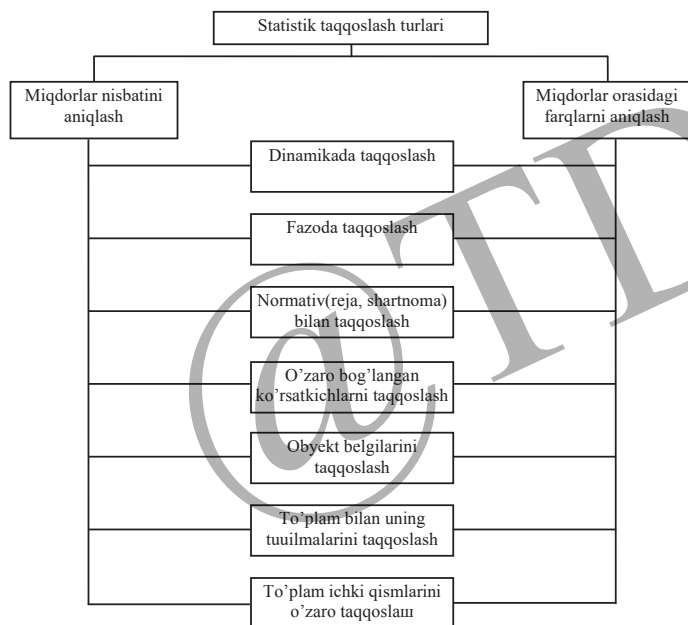 Statistik taqqoslash turlari
Miqdorlar nisbatini
aniqlash
Miqdorlar orasidagi
farqlarni aniqlash
Dinamikada taqqoslash
Fazoda taqqoslash
Normativ(reja, shartnoma)
bilan taqqoslash
O’zaro bog’langan
ko’rsatkichlarni taqqoslash
Obyekt belgilarini
taqqoslash
To’plam bilan uning
tuuilmalarini taqqoslash
To’plam ichki qismlarini
o’zaro taqqoslaш
@TD